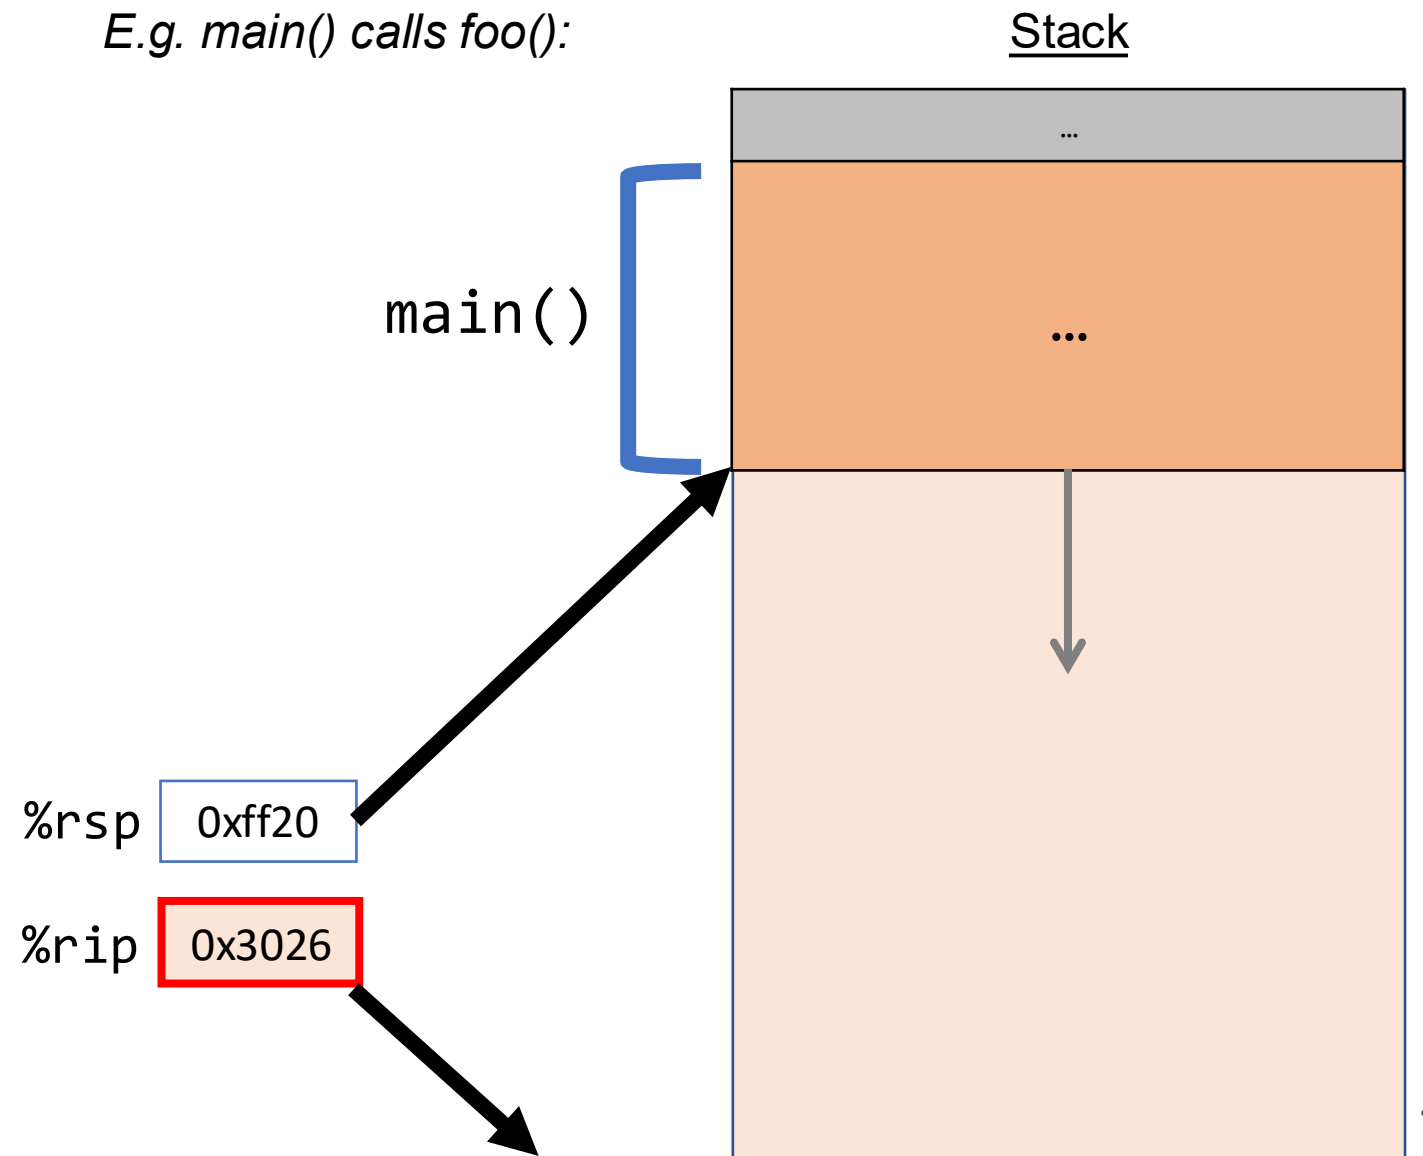 E.g. main() calls foo():
Stack
...
main()
...
%rsp 0xff20
%rip 0x3026